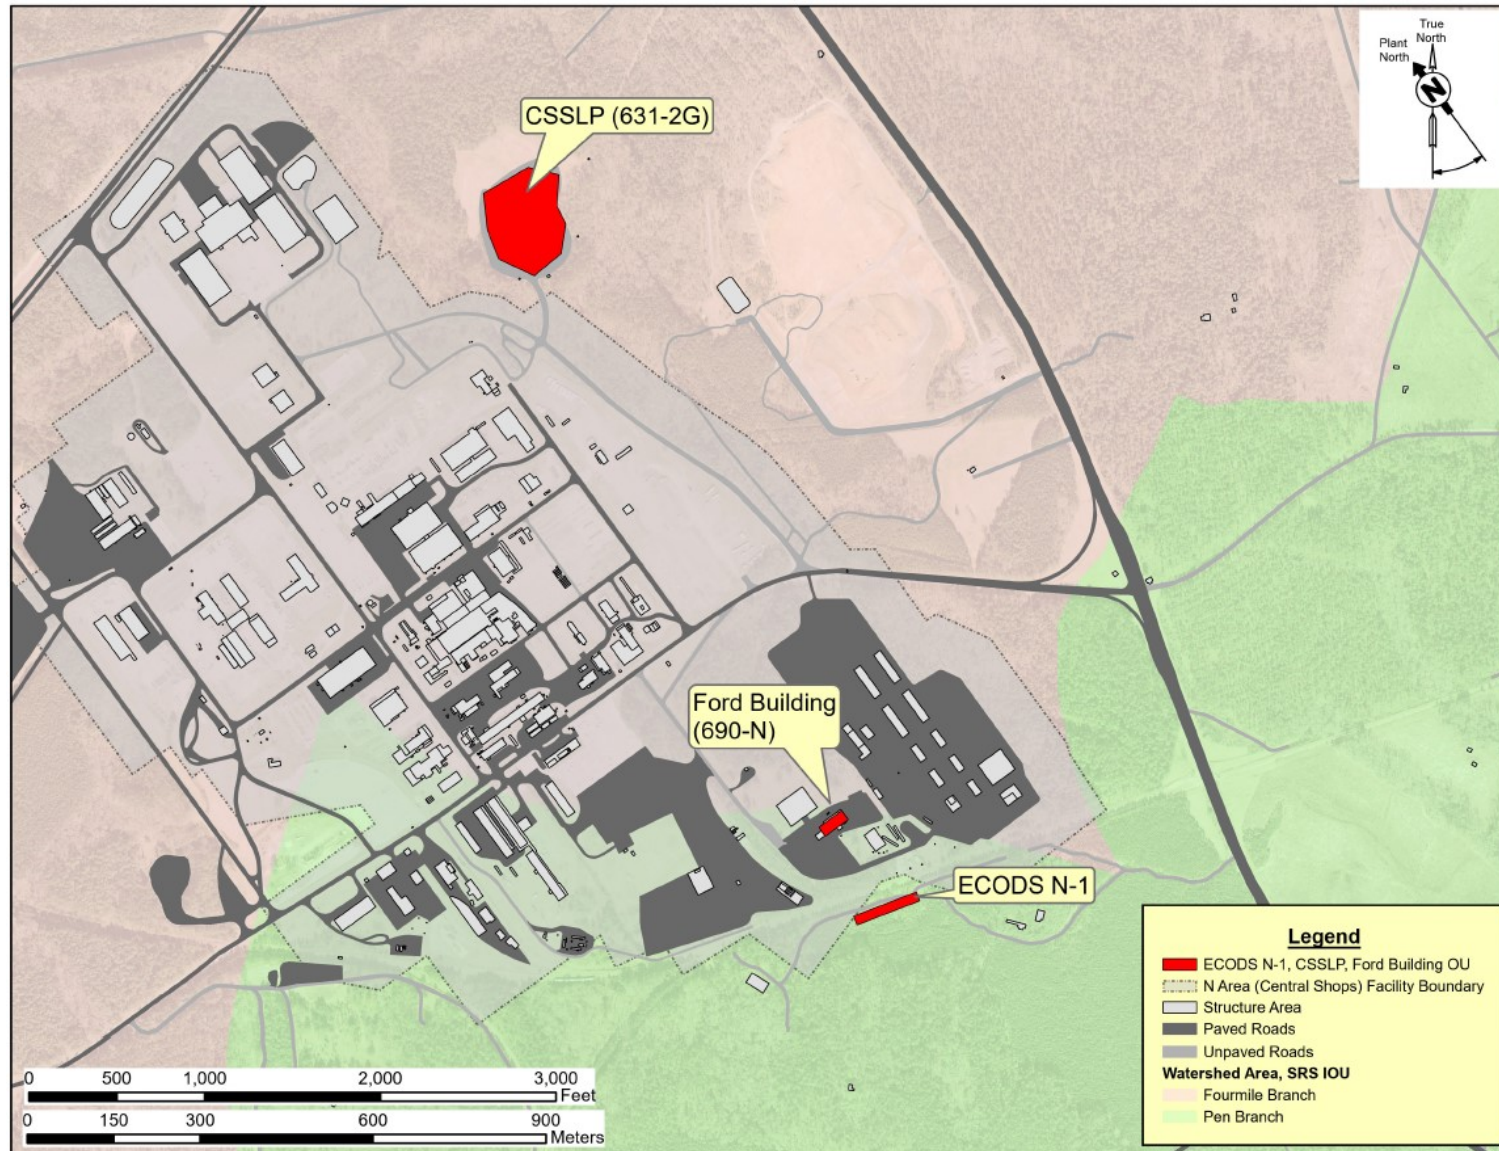 True
North
Plant
North
N
CSSLP (631-2G)
Ford Building
(690-N)
ECODS N-1
Legend
ECODS N-1, CSSLP, Ford Building OU
N Area (Central Shops) Facility Boundary
Structure Area
Paved Roads
Unpaved Roads
Watershed Area, SRS IOU
Fourmile Branch
Pen Branch
0 500 1,000 2,000 3,000
Feet
0 150 300 600 900
Meters